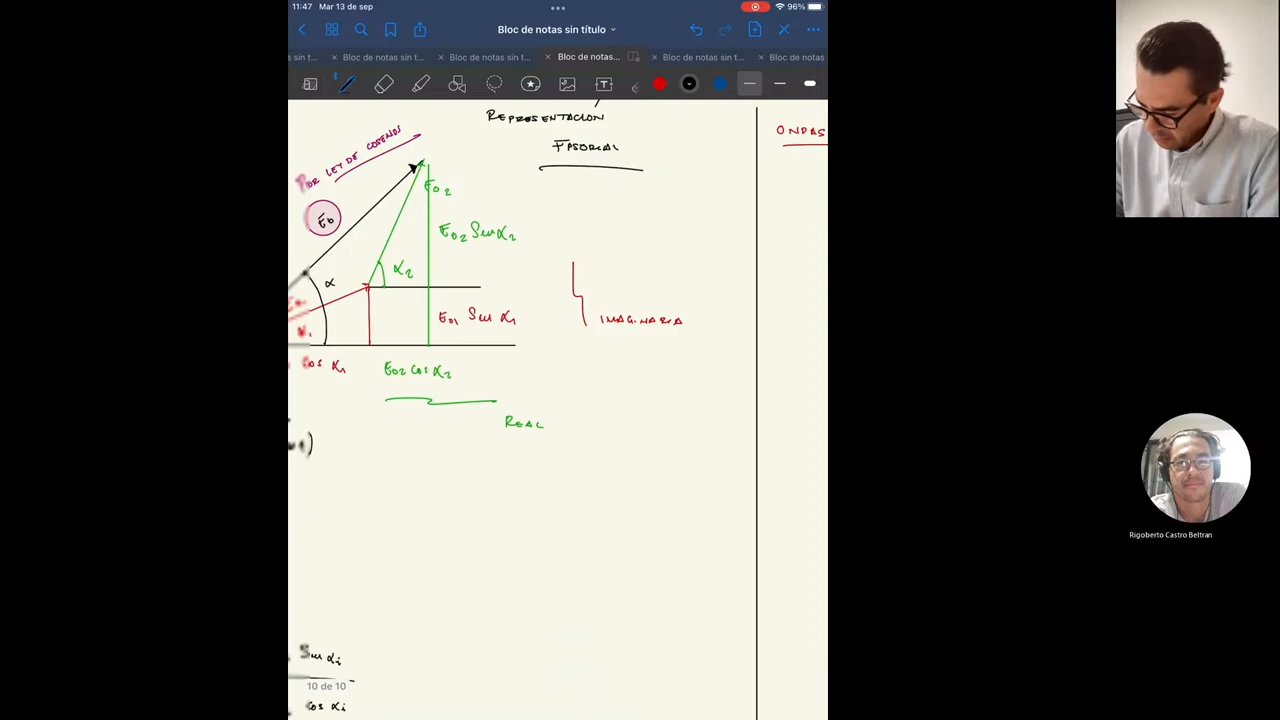 11:47 Mar 13 de sep
96%
Bloc de notas sin título
s sin t...
Bloc de notas sin t...
Bloc de notas sin t...
Bloc de notas...
Bloc de notas sin t...
Bloc de notas
REPRESENTACION
FASORIAL
ONDAS
POR LEY DE COSENOS
E02
E0
E02 Sen α2
α2
α
E01 Sen α1
IMAGINARIA
Cos α1
E02 Cos α2
REAL
Sen αi
10 de 10
Cos αi
Rigoberto Castro Beltran